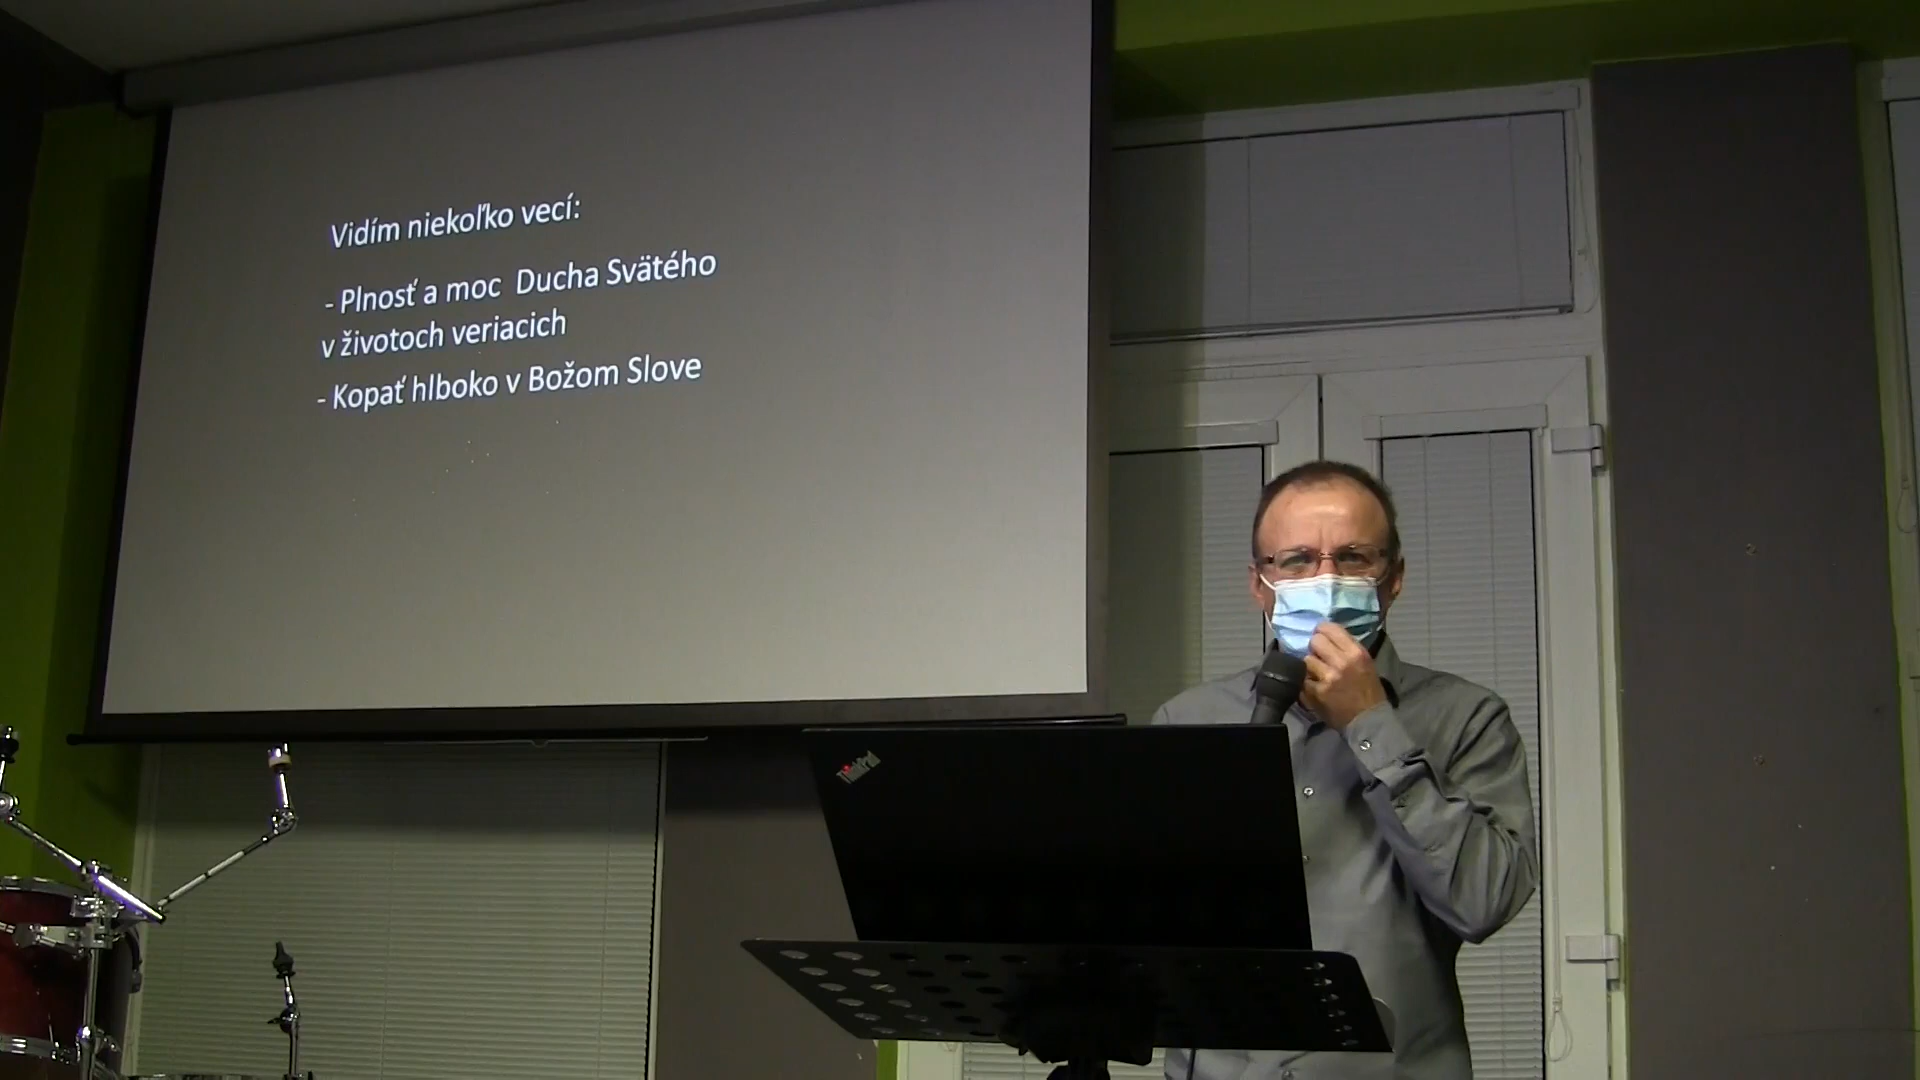 Vidím niekoľko vecí:
- Plnosť a moc Ducha Svätého
v životoch veriacich
- Kopať hlboko v Božom Slove
ThinkPad